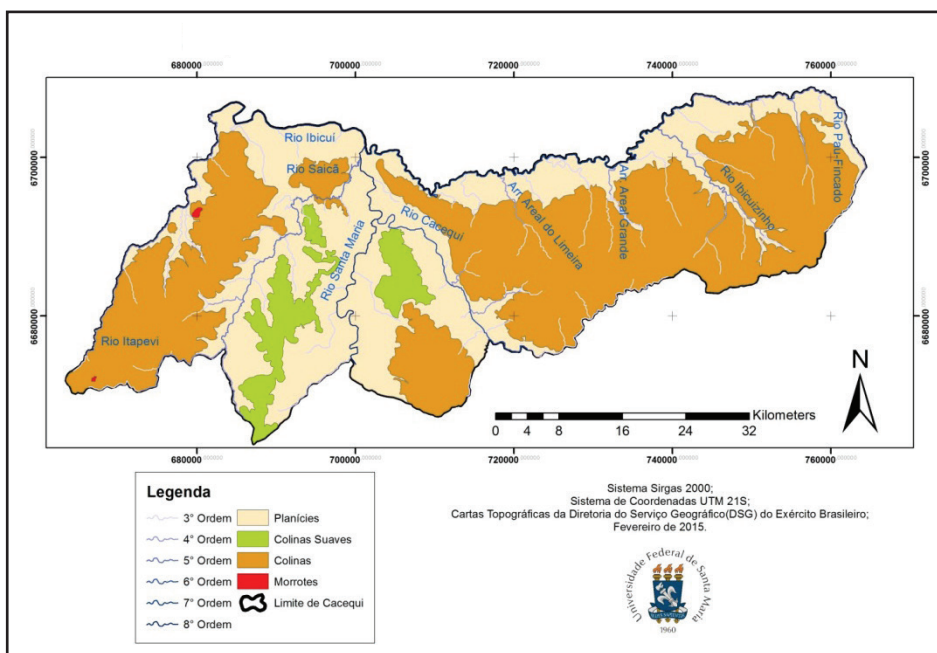 680000 700000 720000 740000 760000
6700000
6680000
Rio Ibicuí
Rio Saicã
Rio Santa Maria
Rio Cacequi
Rio Itapevi
Arr. Areal do Limeira
Arr. Areal Grande
Rio Ibicuizinho
Rio Pau-Fincado
6700000
6680000
N
Kilometers
0 4 8 16 24 32
680000 700000 720000 740000 760000
Legenda
3° Ordem Planícies
4° Ordem Colinas Suaves
5° Ordem Colinas
6° Ordem Morrotes
7° Ordem Limite de Cacequi
8° Ordem
Sistema Sirgas 2000;
Sistema de Coordenadas UTM 21S;
Cartas Topográficas da Diretoria do Serviço Geográfico(DSG) do Exército Brasileiro;
Fevereiro de 2015.
Universidade Federal de Santa Maria
1960